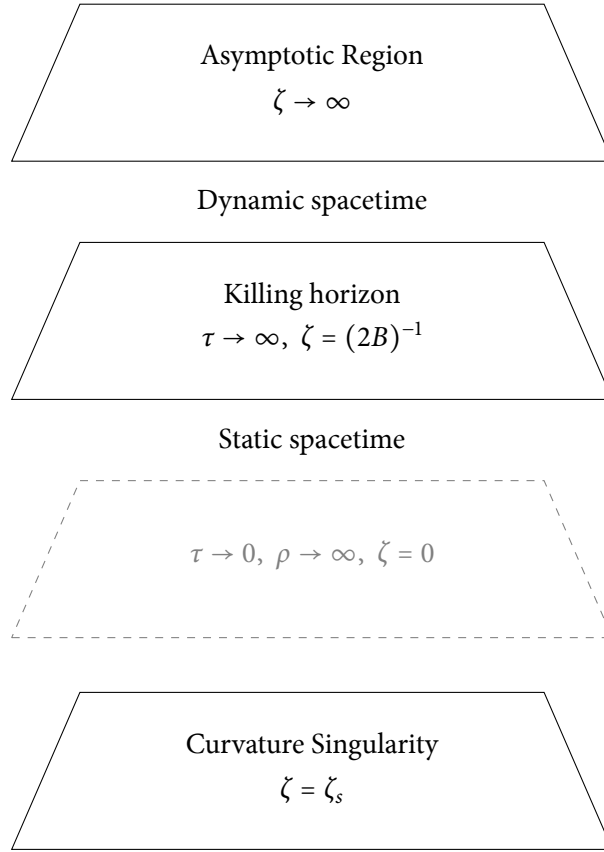 Asymptotic Region
ζ → ∞
Dynamic spacetime
Killing horizon
τ → ∞, ζ = (2B)⁻¹
Static spacetime
τ → 0, ρ → ∞, ζ = 0
Curvature Singularity
ζ = ζₛ